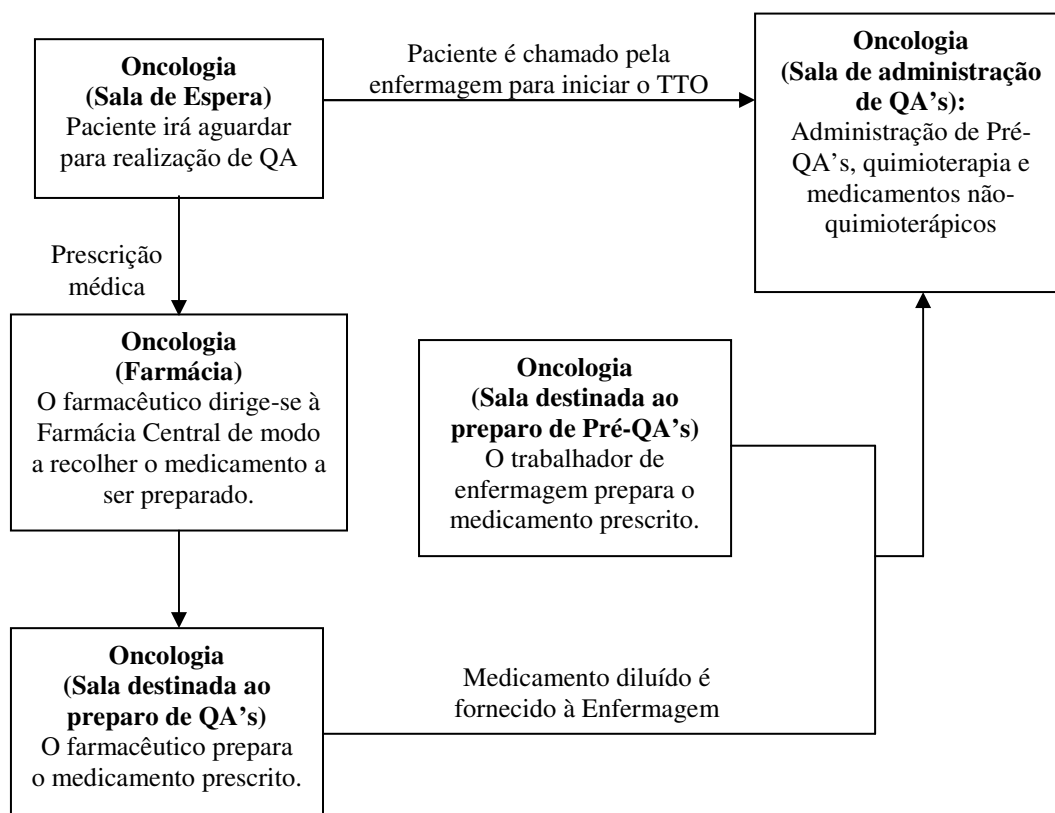 Oncologia
(Sala de Espera)
Paciente irá aguardar
para realização de QA
Paciente é chamado pela
enfermagem para iniciar o TTO
Oncologia
(Sala de administração
de QA’s):
Administração de Pré-
QA’s, quimioterapia e
medicamentos não-
quimioterápicos
Prescrição
médica
Oncologia
(Farmácia)
O farmacêutico dirige-se à
Farmácia Central de modo
a recolher o medicamento a
ser preparado.
Oncologia
(Sala destinada ao
preparo de Pré-QA’s)
O trabalhador de
enfermagem prepara o
medicamento prescrito.
Oncologia
(Sala destinada ao
preparo de QA’s)
O farmacêutico prepara
o medicamento prescrito.
Medicamento diluído é
fornecido à Enfermagem